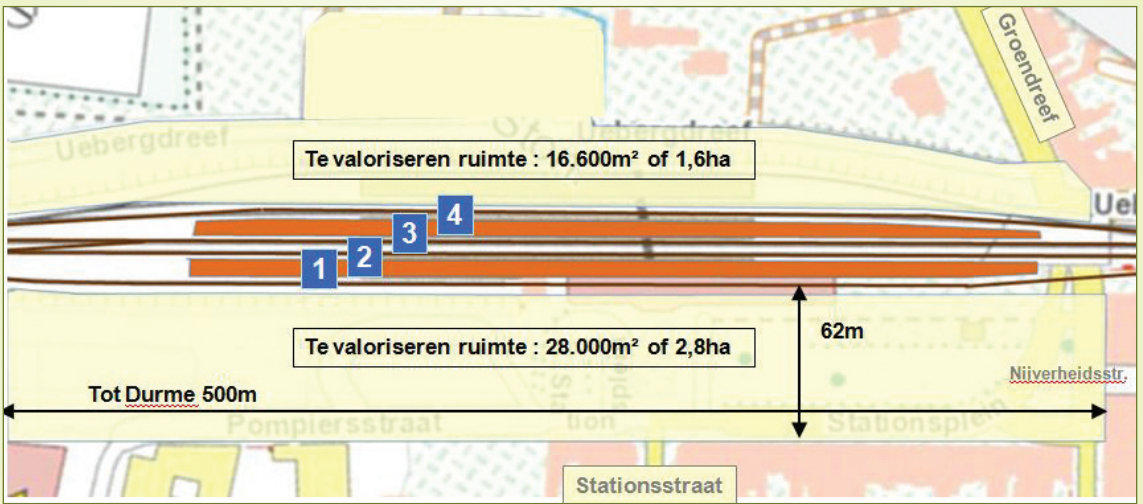 Groendreef
Uebergdreef
Uebergdreef
Te valoriseren ruimte : 16.600m² of 1,6ha
Uel
4
3
2
1
62m
Te valoriseren ruimte : 28.000m² of 2,8ha
Nijverheidsstr.
Tot Durme 500m
Pompiersstraat
Stationsplein
Stationsstraat